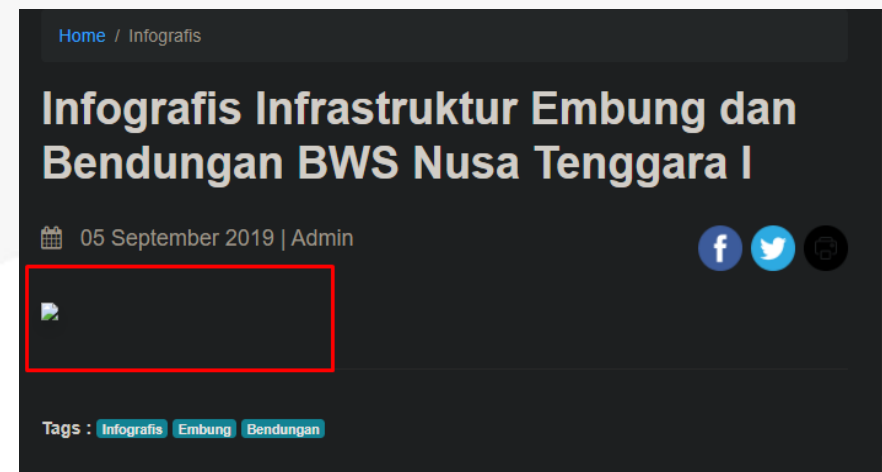 Home / Infografis
Infografis Infrastruktur Embung dan
Bendungan BWS Nusa Tenggara I
05 September 2019 | Admin
Tags : Infografis Embung Bendungan